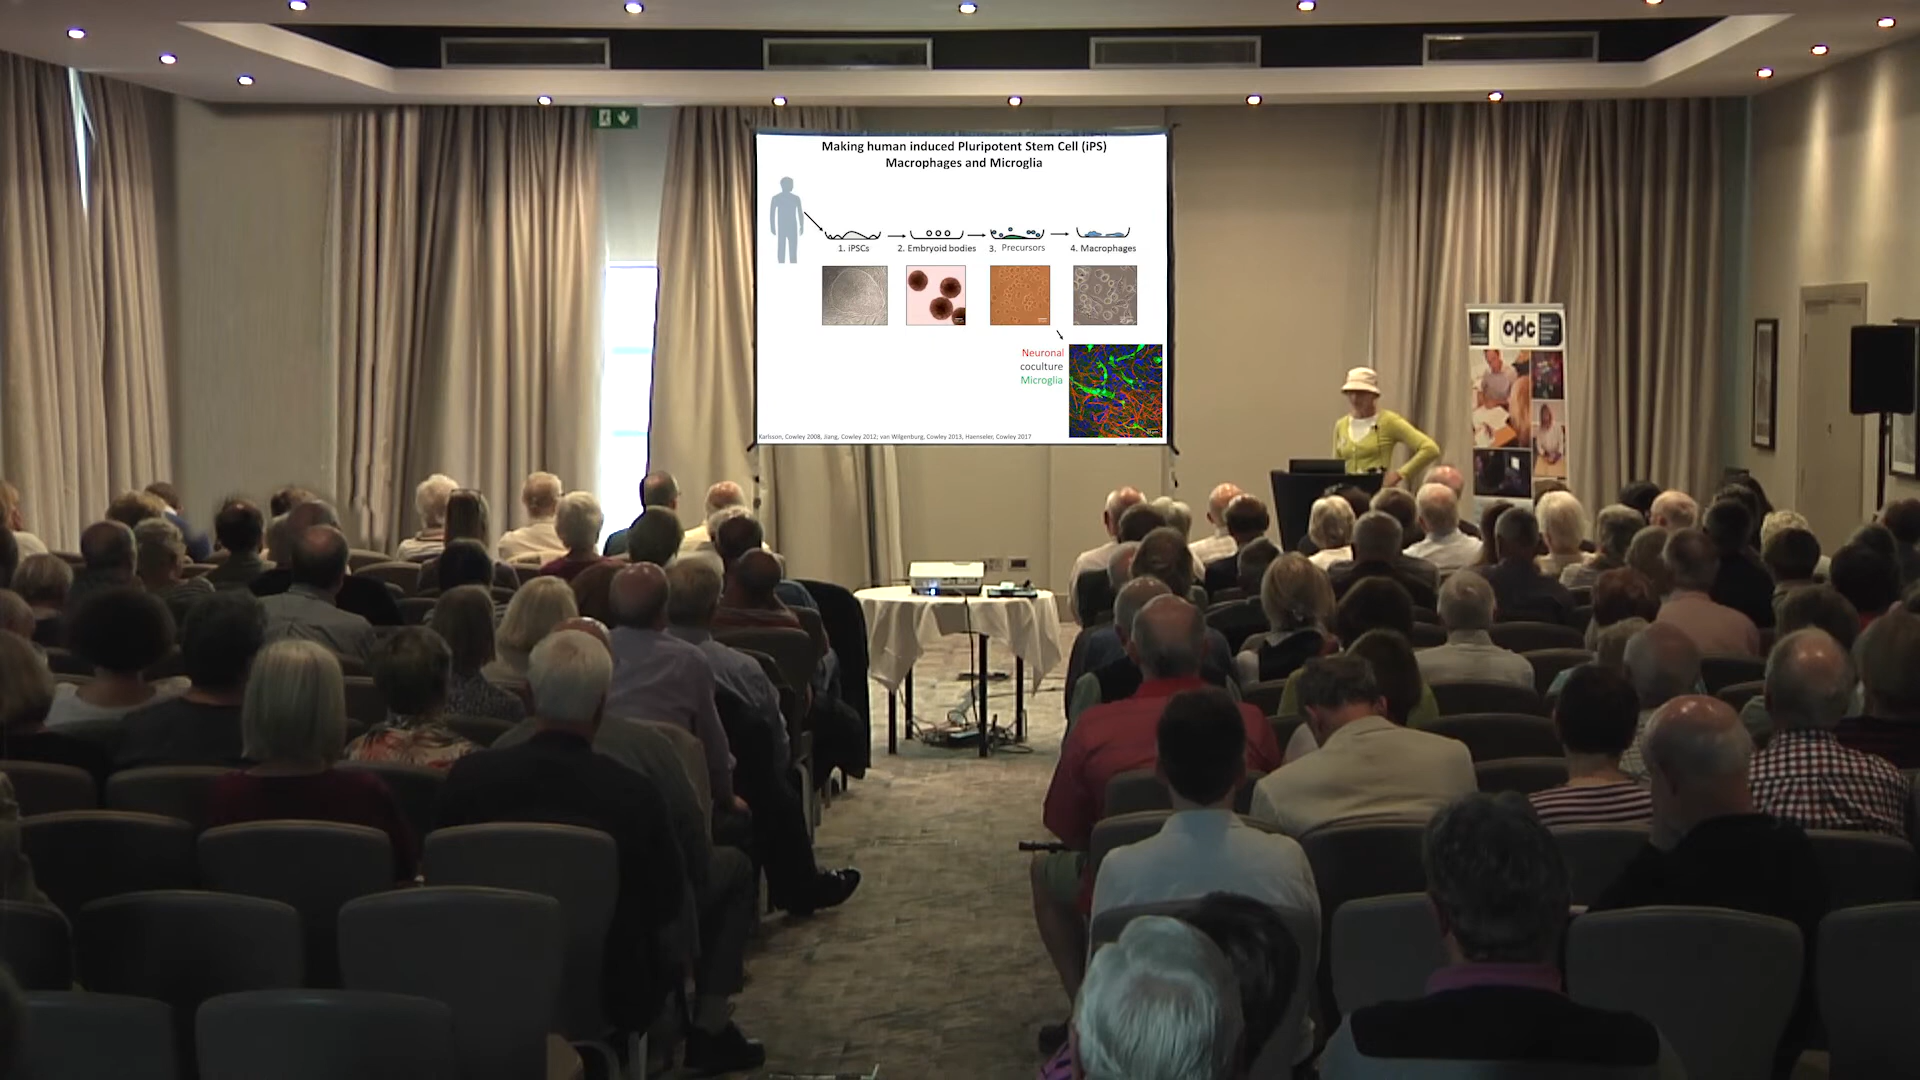 Making human induced Pluripotent Stem Cell (iPS)
Macrophages and Microglia
1. iPSCs
2. Embryoid bodies
3. Precursors
4. Macrophages
Neuronal
coculture
Microglia
Karlsson, Cowley 2008, Jiang, Cowley 2012; van Wilgenburg, Cowley 2013, Haenseler, Cowley 2017
opdc